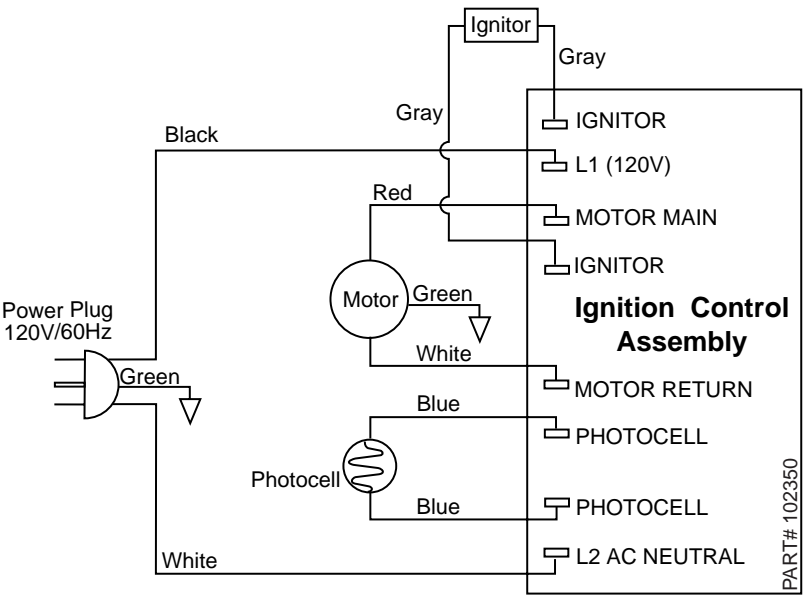 Ignitor
Gray
Gray
IGNITOR
Black
L1 (120V)
Red
MOTOR MAIN
IGNITOR
Motor
Green
Ignition Control
Assembly
Power Plug
120V/60Hz
White
Green
MOTOR RETURN
Blue
PHOTOCELL
Photocell
Blue
PHOTOCELL
White
L2 AC NEUTRAL
PART# 102350